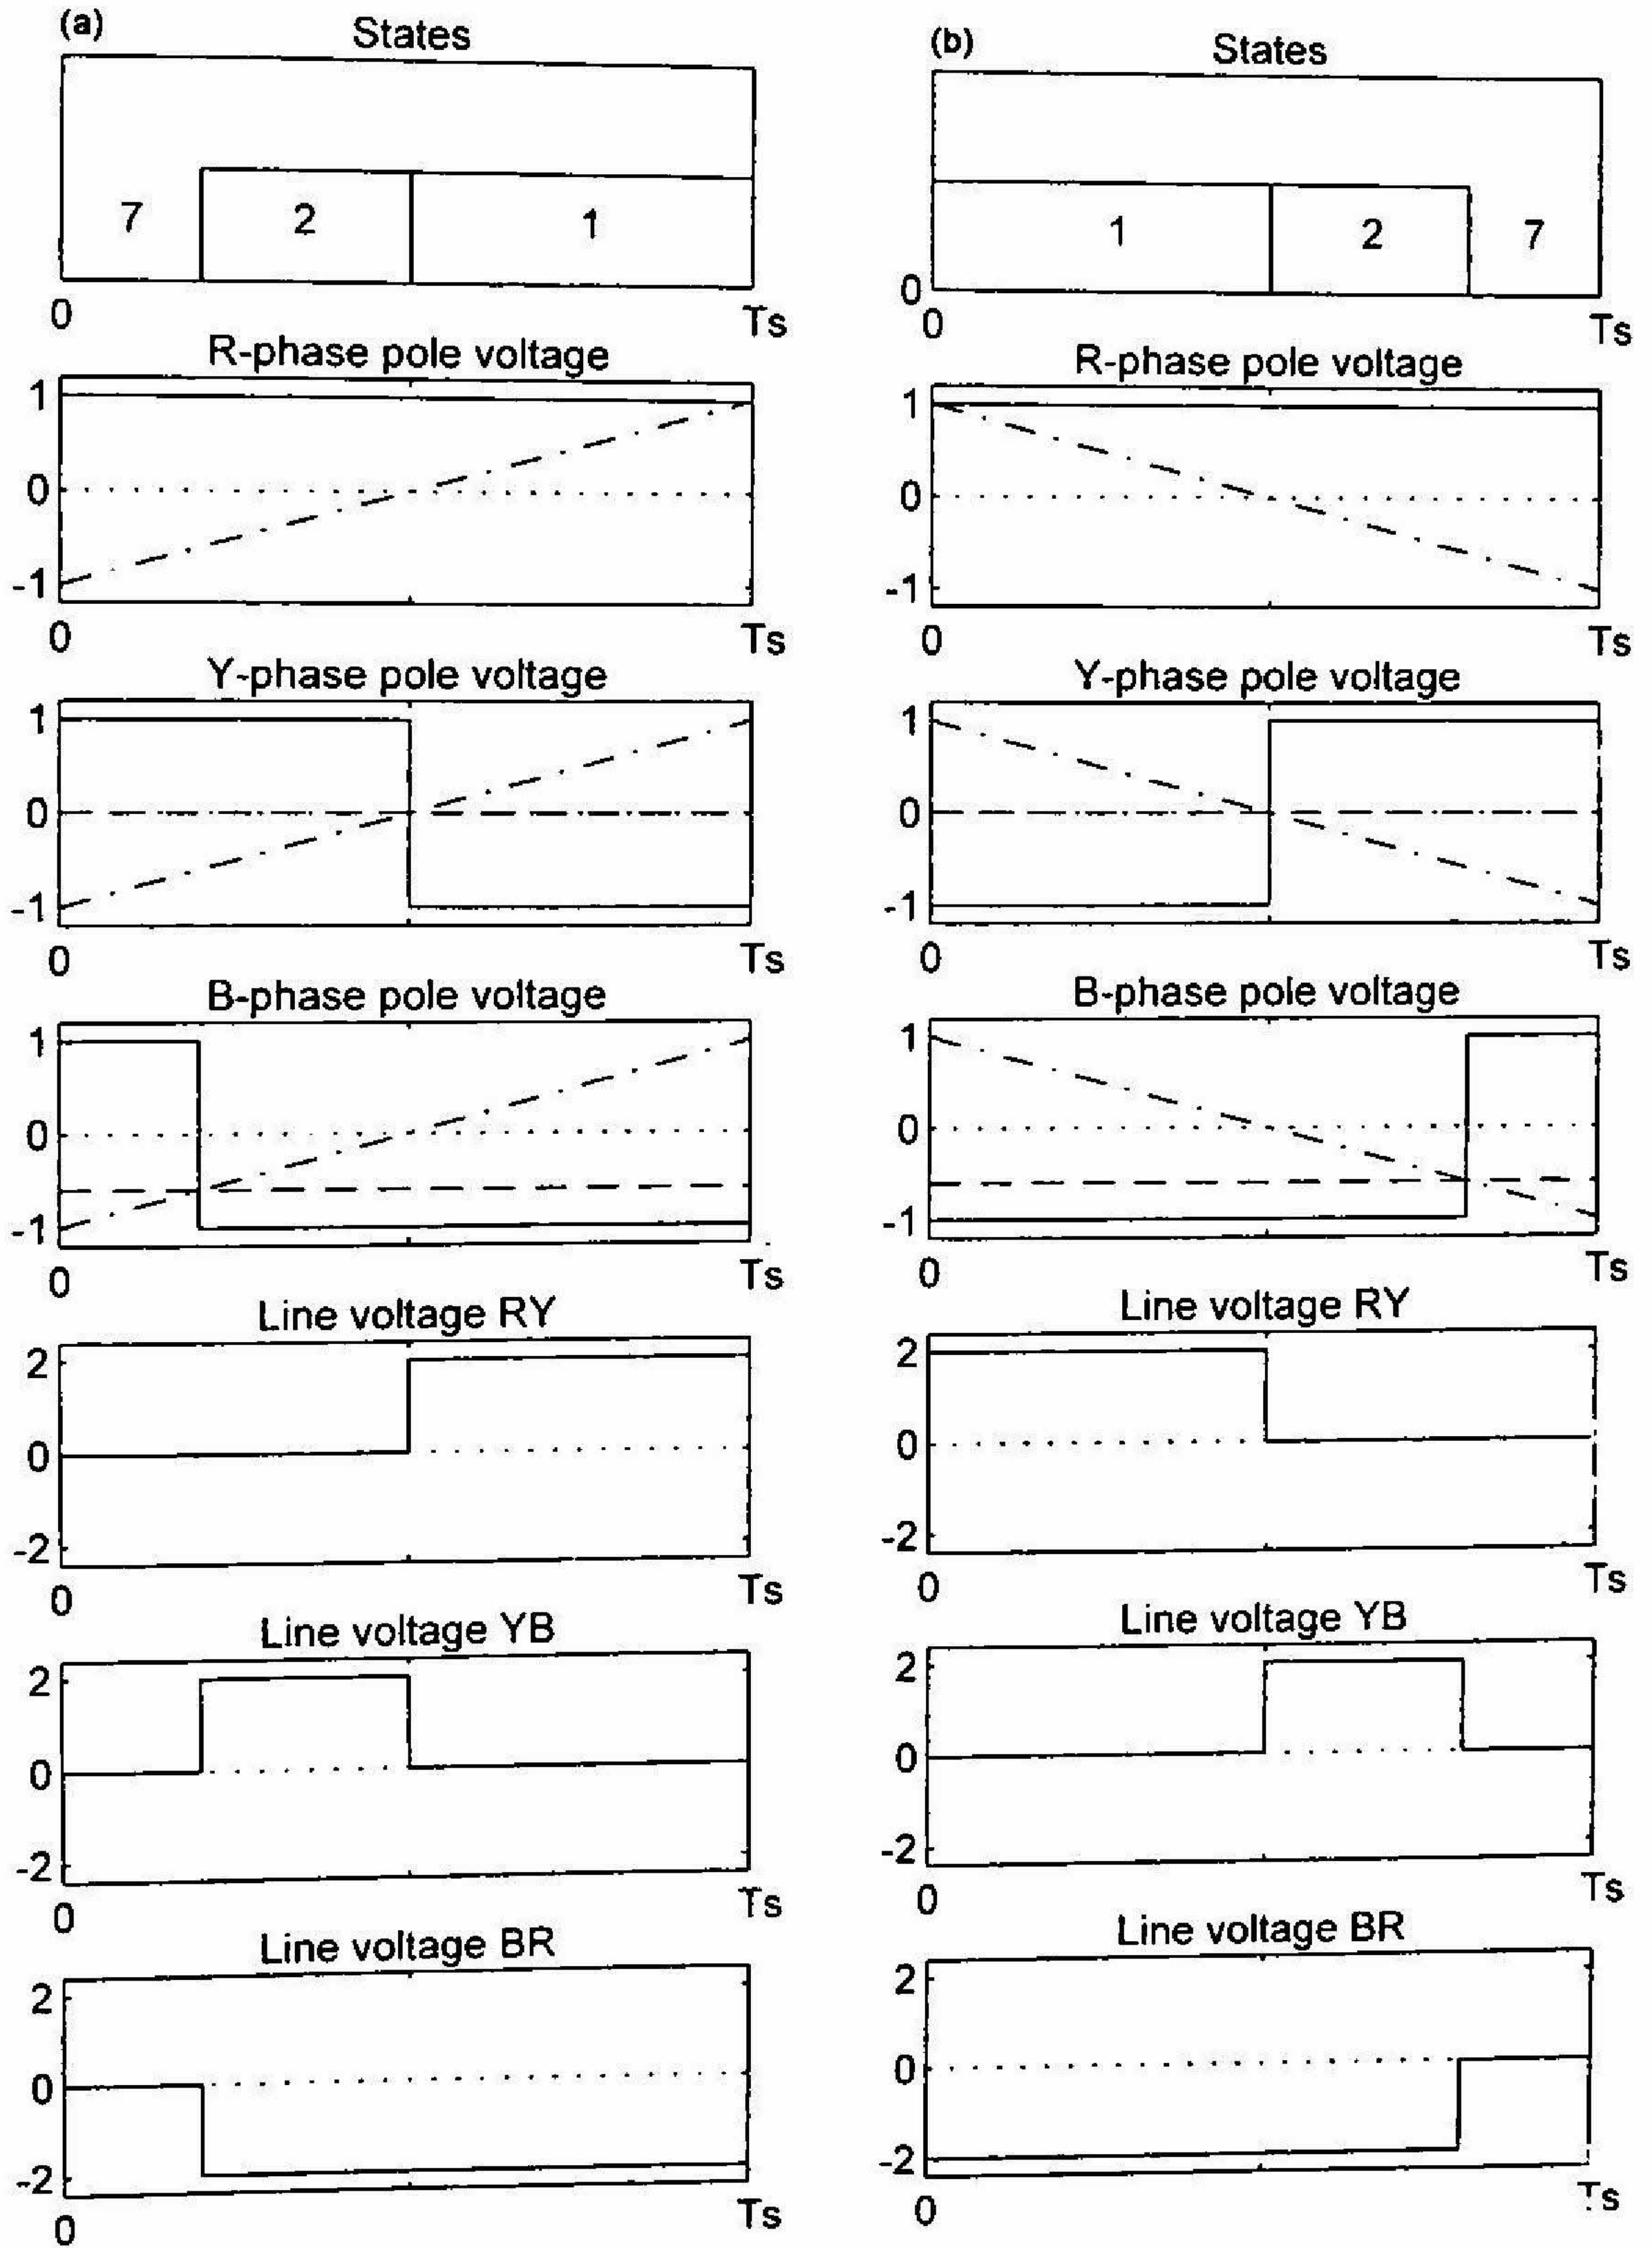 (a)
States
7 2 1
0 Ts
R-phase pole voltage
1
0
-1
0 Ts
Y-phase pole voltage
1
0
-1
0 Ts
B-phase pole voltage
1
0
-1
0 Ts
Line voltage RY
2
0
-2
0 Ts
Line voltage YB
2
0
-2
0 Ts
Line voltage BR
2
0
-2
0 Ts
(b)
States
1 2 7
0
0 Ts
R-phase pole voltage
1
0
-1
0 Ts
Y-phase pole voltage
1
0
-1
0 Ts
B-phase pole voltage
1
0
-1
0 Ts
Line voltage RY
2
0
-2
0 Ts
Line voltage YB
2
0
-2
0 Ts
Line voltage BR
2
0
-2
0 Ts